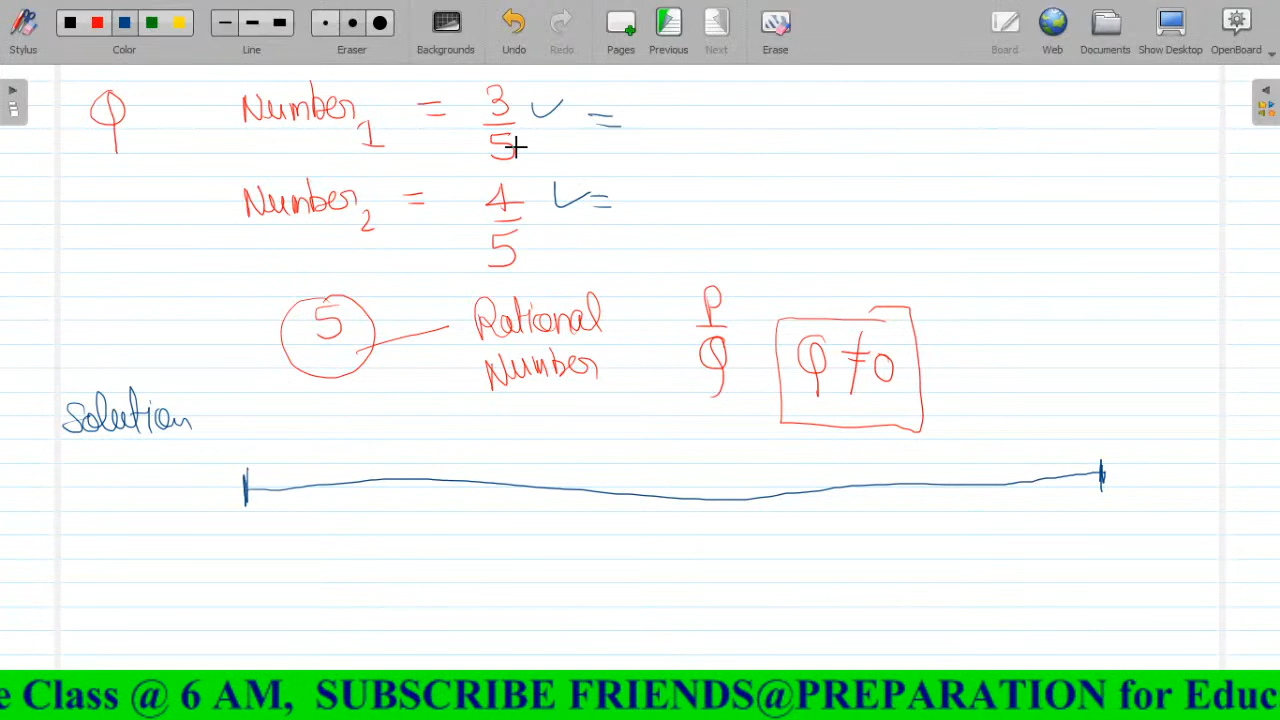 Stylus Color Line Eraser Backgrounds Undo Redo Pages Previous Next Erase Board Web Documents Show Desktop OpenBoard
Q Number1 = 3/5 ✓ =
Number2 = 4/5 ✓=
5 Rational Number P/Q Q ≠ 0
Solution
e Class @ 6 AM, SUBSCRIBE FRIENDS@PREPARATION for Educ